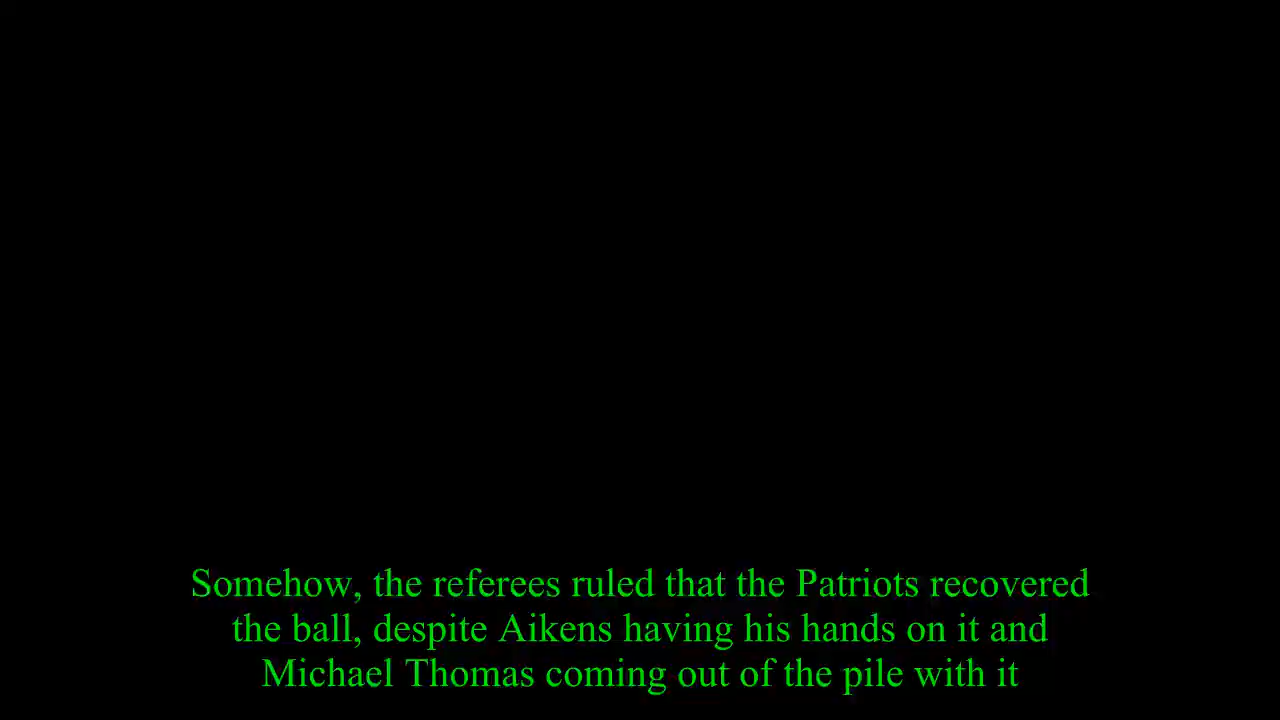 Somehow, the referees ruled that the Patriots recovered
the ball, despite Aikens having his hands on it and
Michael Thomas coming out of the pile with it